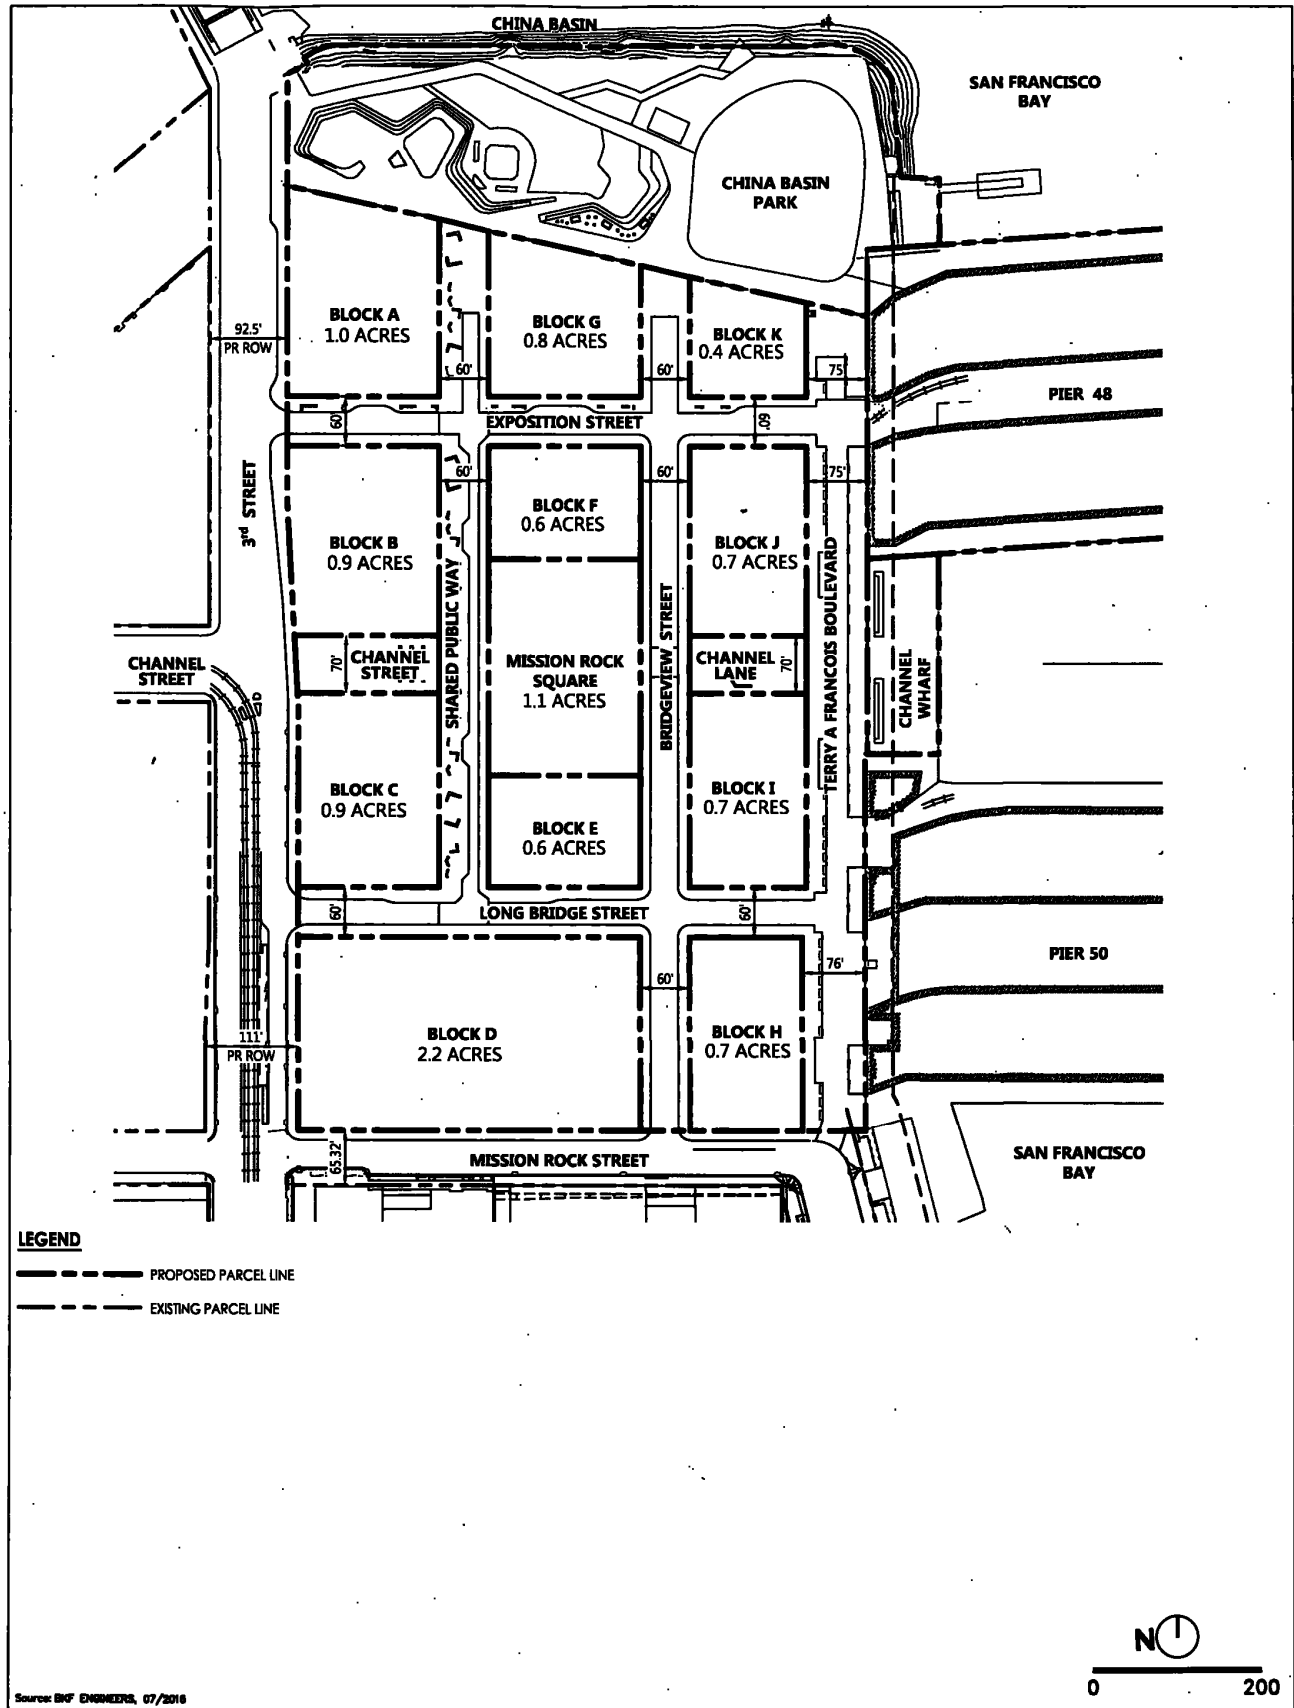 CHINA BASIN
SAN FRANCISCO
BAY
CHINA BASIN
PARK
BLOCK A
1.0 ACRES
BLOCK G
0.8 ACRES
BLOCK K
0.4 ACRES
92.5'
PR ROW
60'
60'
75'
PIER 48
60'
EXPOSITION STREET
60'
3rd STREET
60'
60'
75'
BLOCK F
0.6 ACRES
BLOCK B
0.9 ACRES
BLOCK J
0.7 ACRES
SHARED PUBLIC WAY
BRIDGEVIEW STREET
TERRY A FRANCOIS BOULEVARD
CHANNEL
STREET
70'
CHANNEL
STREET
MISSION ROCK
SQUARE
1.1 ACRES
CHANNEL
LANE
70'
CHANNEL
WHARF
BLOCK C
0.9 ACRES
BLOCK I
0.7 ACRES
BLOCK E
0.6 ACRES
60'
LONG BRIDGE STREET
60'
PIER 50
60'
76'
BLOCK D
2.2 ACRES
BLOCK H
0.7 ACRES
111'
PR ROW
65.32'
MISSION ROCK STREET
SAN FRANCISCO
BAY
LEGEND
PROPOSED PARCEL LINE
EXISTING PARCEL LINE
N
0 200
Source: BKF ENGINEERS, 07/2016